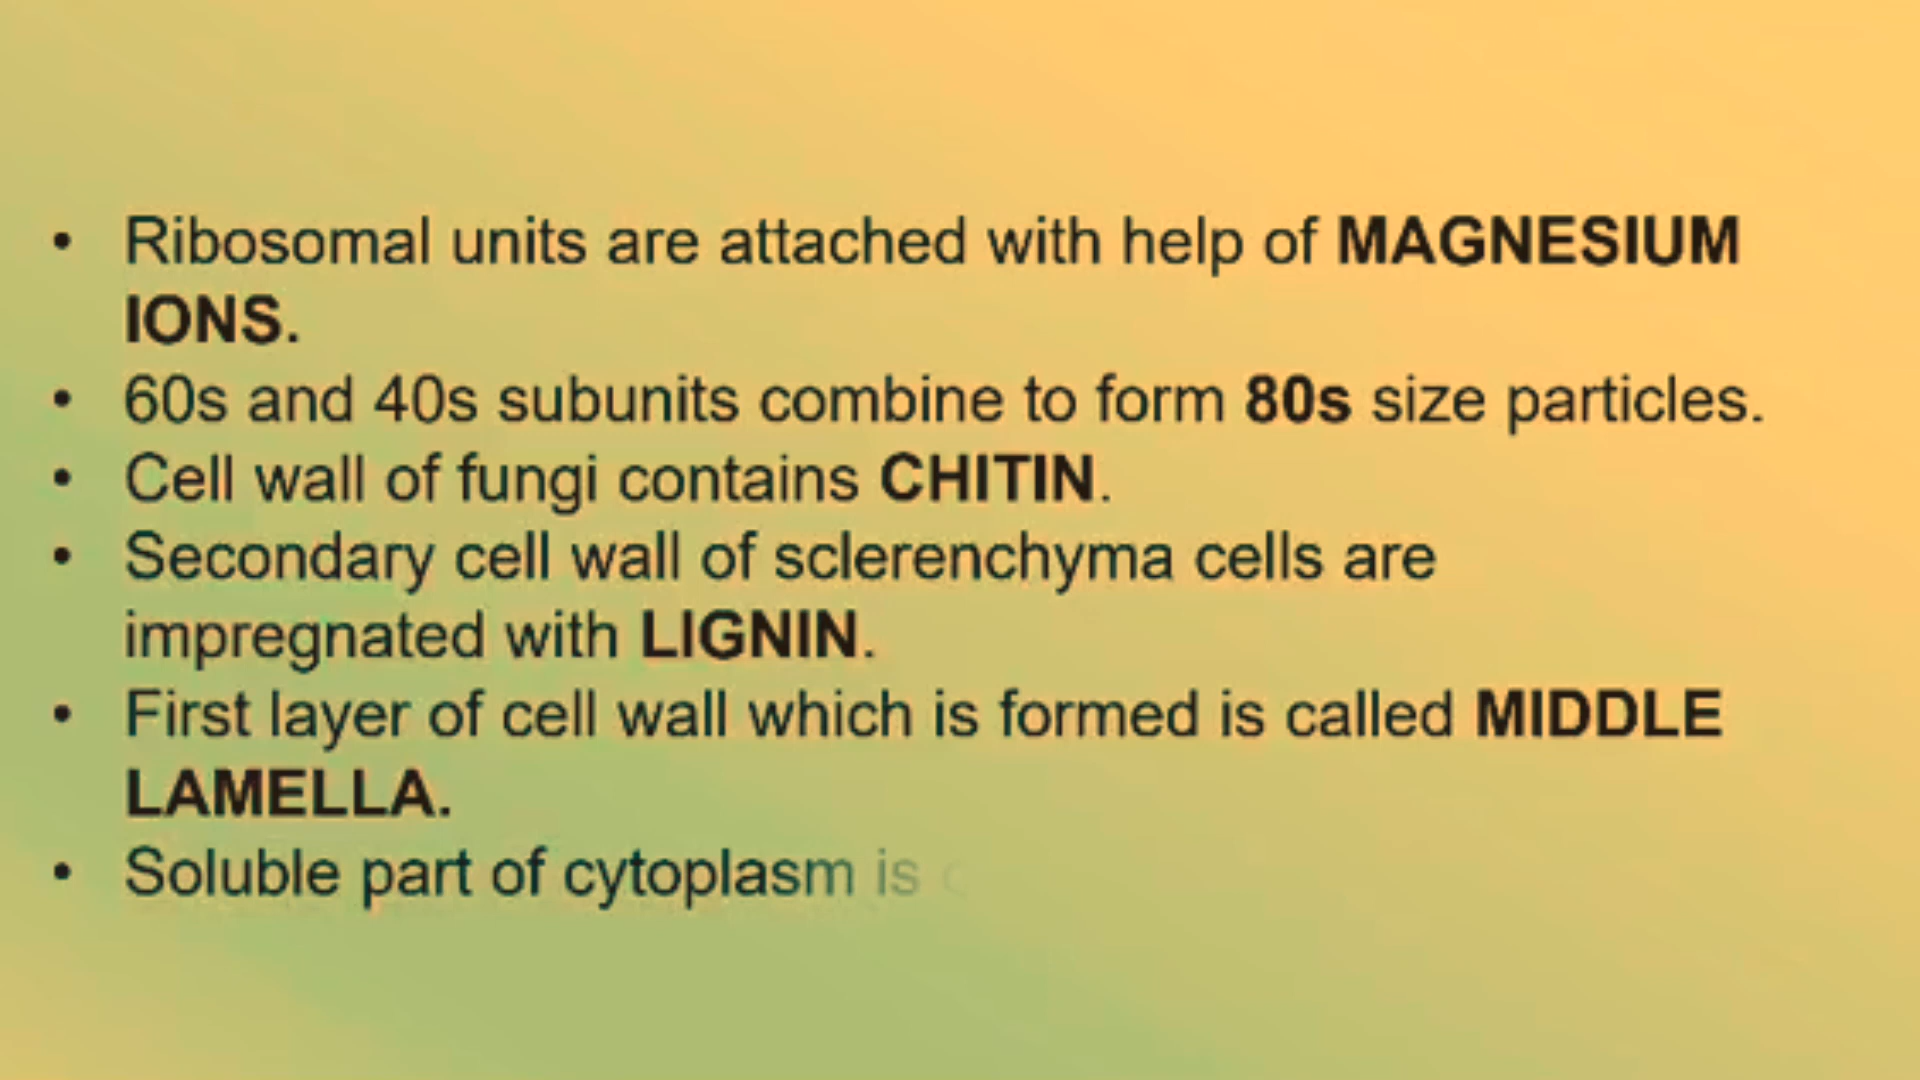 • Ribosomal units are attached with help of MAGNESIUM
IONS.
• 60s and 40s subunits combine to form 80s size particles.
• Cell wall of fungi contains CHITIN.
• Secondary cell wall of sclerenchyma cells are
impregnated with LIGNIN.
• First layer of cell wall which is formed is called MIDDLE
LAMELLA.
• Soluble part of cytoplasm is